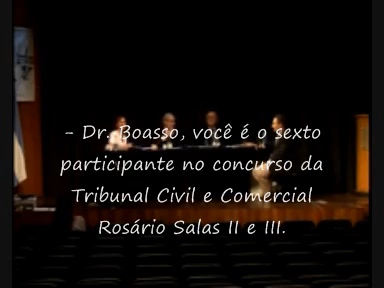 - Dr. Boasso, você é o sexto
participante no concurso da
Tribunal Civil e Comercial
Rosário Salas II e III.